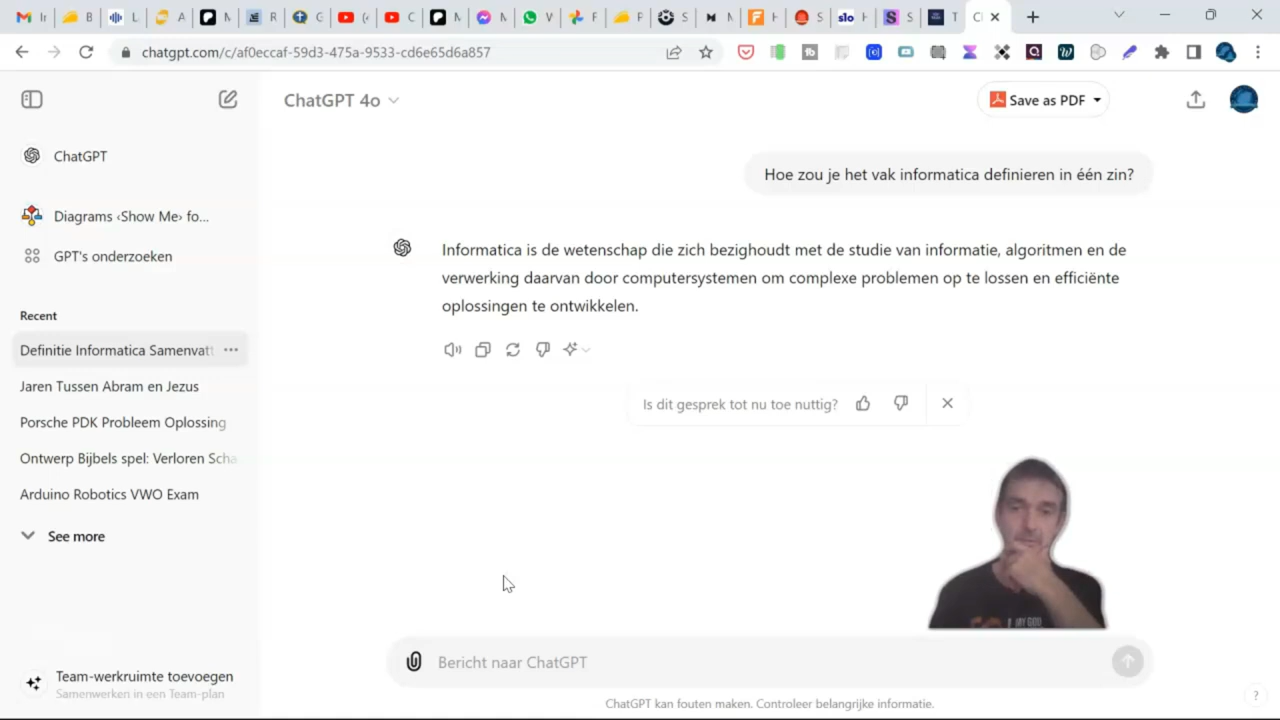 chatgpt.com/c/af0eccaf-59d3-475a-9533-cd6e65d6a857
ChatGPT 4o
Save as PDF
ChatGPT
Diagrams ‹Show Me› fo...
GPT's onderzoeken
Recent
Definitie Informatica Samenvat
Jaren Tussen Abram en Jezus
Porsche PDK Probleem Oplossing
Ontwerp Bijbels spel: Verloren Scha
Arduino Robotics VWO Exam
See more
Team-werkruimte toevoegen
Samenwerken in een Team-plan
Hoe zou je het vak informatica definieren in één zin?
Informatica is de wetenschap die zich bezighoudt met de studie van informatie, algoritmen en de
verwerking daarvan door computersystemen om complexe problemen op te lossen en efficiënte
oplossingen te ontwikkelen.
Is dit gesprek tot nu toe nuttig?
MY GOD
Bericht naar ChatGPT
ChatGPT kan fouten maken. Controleer belangrijke informatie.
?